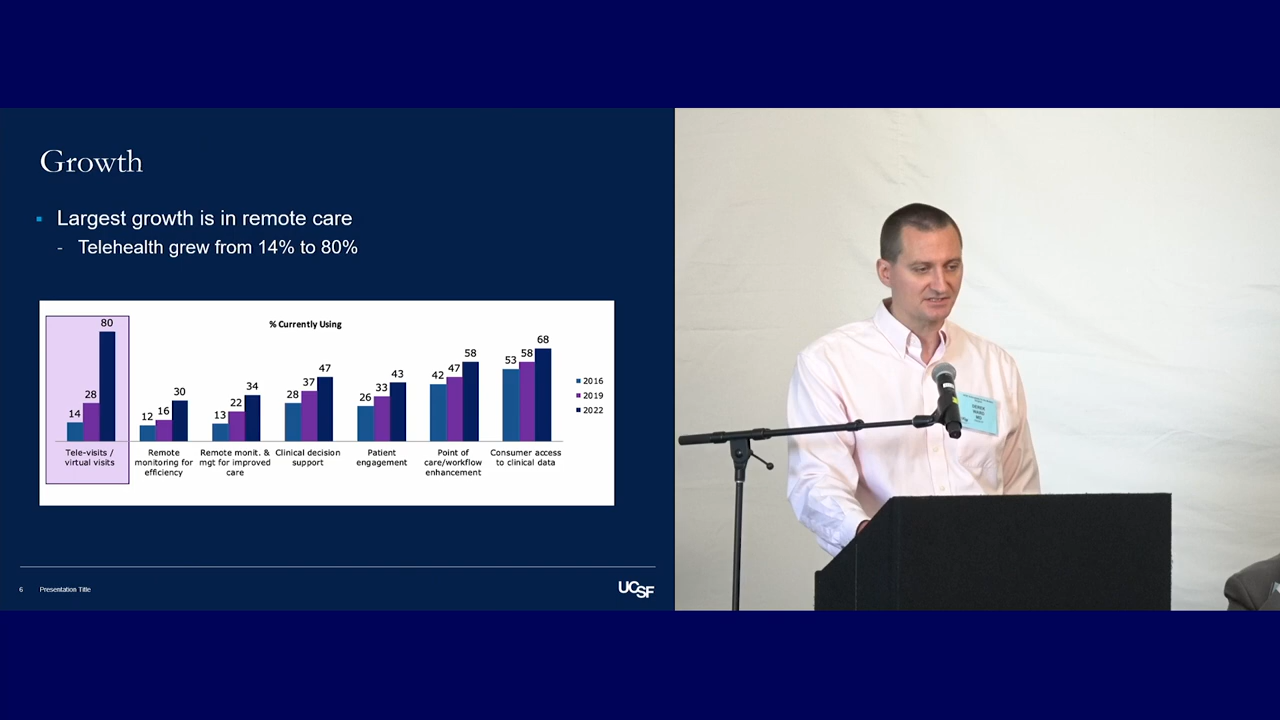 Growth
Largest growth is in remote care
- Telehealth grew from 14% to 80%
% Currently Using
80
28
14
12
16
30
13
22
34
28
37
47
26
33
43
42
47
58
53
58
68
2016
2019
2022
Tele-visits /
virtual visits
Remote
monitoring for
efficiency
Remote monit. &
mgt for improved
care
Clinical decision
support
Patient
engagement
Point of
care/workflow
enhancement
Consumer access
to clinical data
6 Presentation Title
UCSF
DEREK
WARD
MD